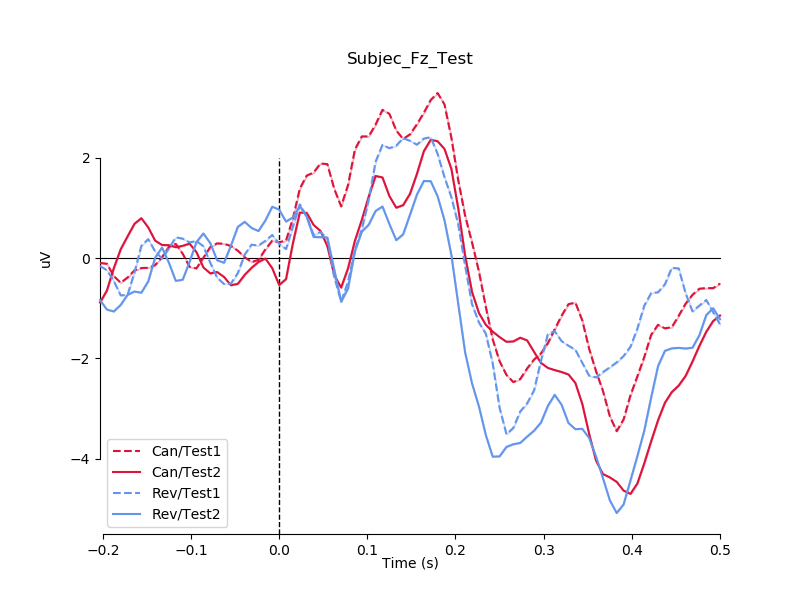 Subjec_Fz_Test
uV
2
0
−2
−4
Can/Test1
Can/Test2
Rev/Test1
Rev/Test2
−0.2 −0.1 0.0 0.1 0.2 0.3 0.4 0.5
Time (s)